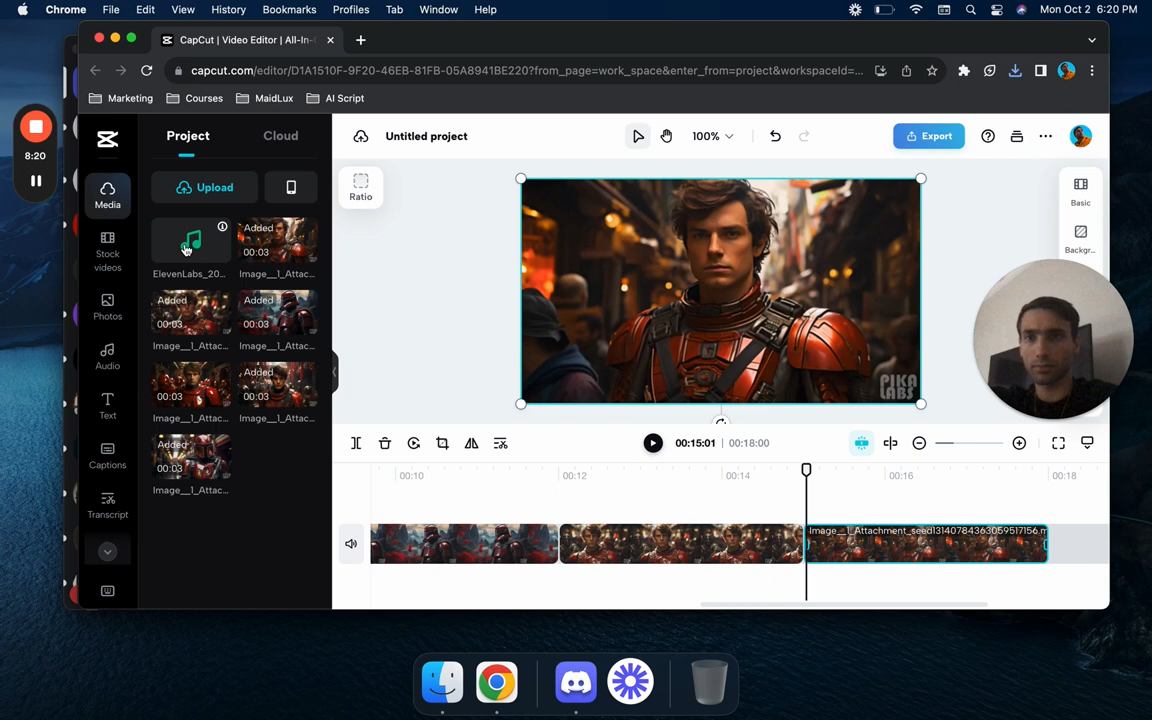 Chrome File Edit View History Bookmarks Profiles Tab Window Help Mon Oct 2 6:20 PM
CapCut | Video Editor | All-In-
capcut.com/editor/D1A1510F-9F20-46EB-81FB-05A8941BE220?from_page=work_space&enter_from=project&workspaceId=...
Marketing Courses MaidLux AI Script
8:20
Project Cloud
Untitled project
100%
Export
Upload
Media
Ratio
Basic
Backgr...
Stock
videos
Photos
Audio
Text
Captions
Transcript
ElevenLabs_20...
Added
00:03
Image__1_Attac...
Added
00:03
Image__1_Attac...
Added
00:03
Image__1_Attac...
00:03
Image__1_Attac...
Added
00:03
Image__1_Attac...
Added
00:03
Image__1_Attac...
PIKA
LABS
00:15:01 | 00:18:00
00:10 00:12 00:14 00:16 00:18
Image__1_Attachment_seed13140784363059517156.m